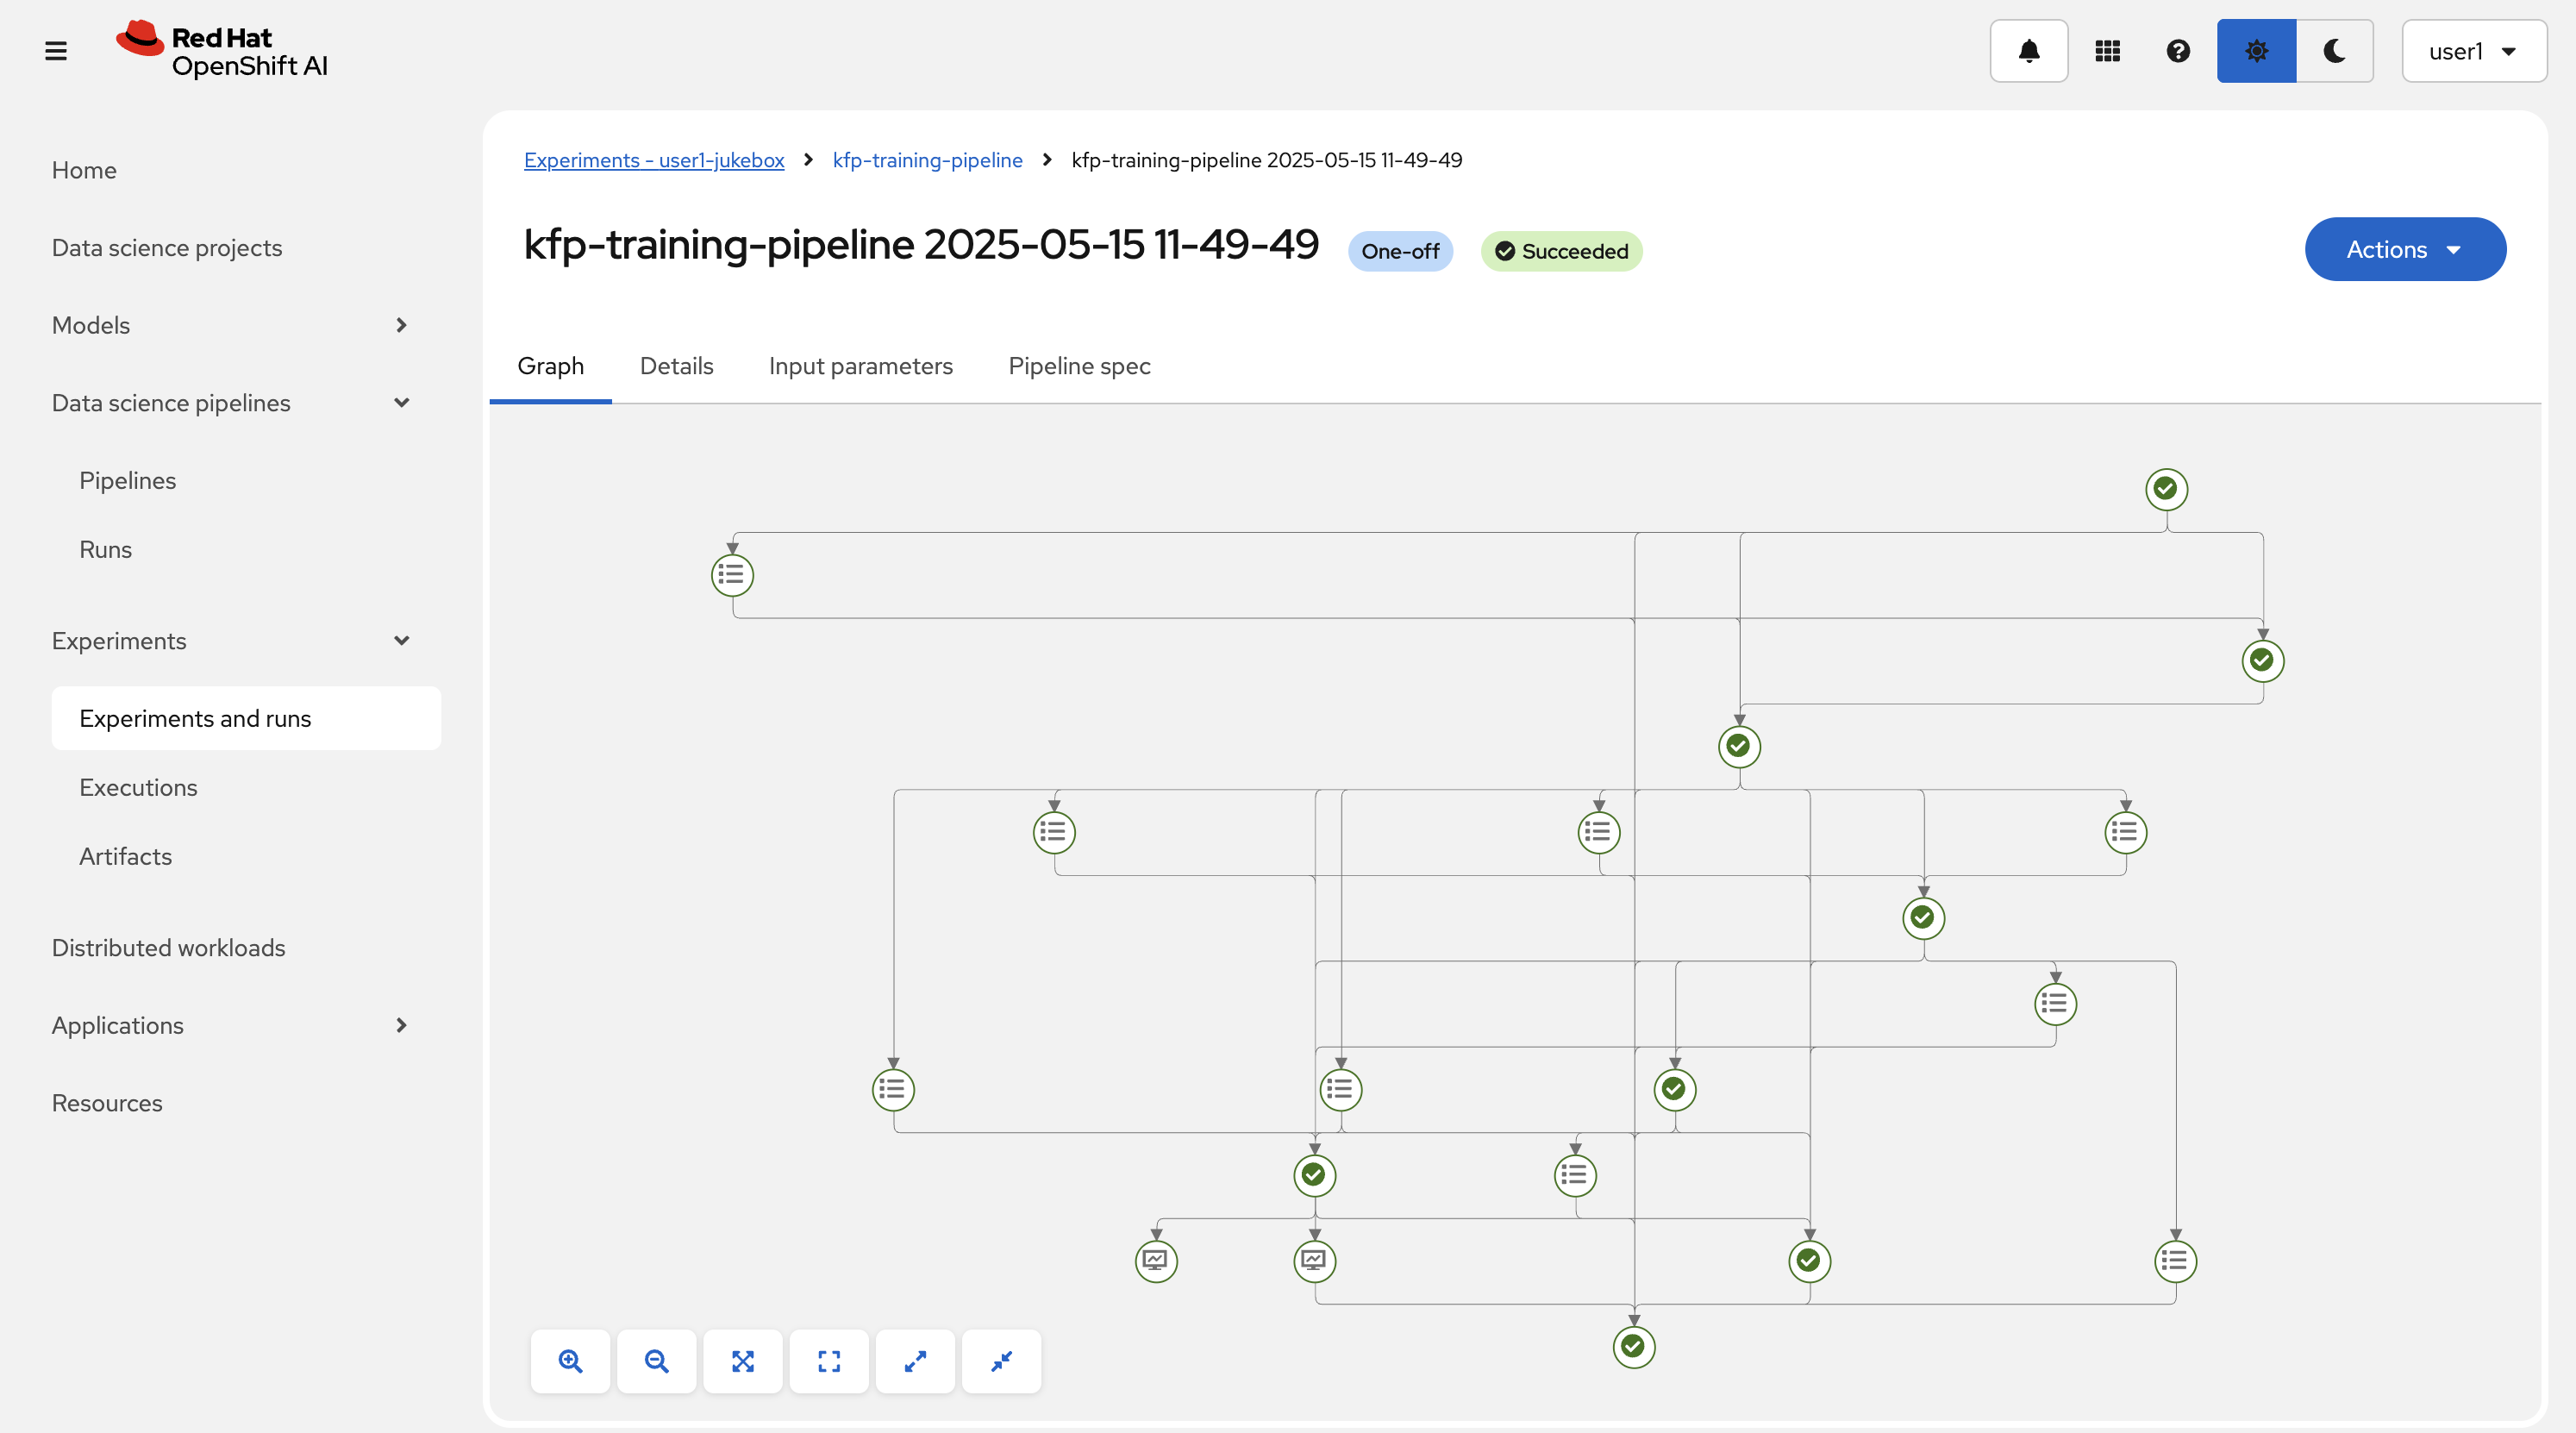 Red Hat
OpenShift AI
user1
Home
Data science projects
Models
Data science pipelines
Pipelines
Runs
Experiments
Experiments and runs
Executions
Artifacts
Distributed workloads
Applications
Resources
Experiments - user1-jukebox > kfp-training-pipeline > kfp-training-pipeline 2025-05-15 11-49-49
kfp-training-pipeline 2025-05-15 11-49-49 One-off Succeeded
Actions
Graph Details Input parameters Pipeline spec